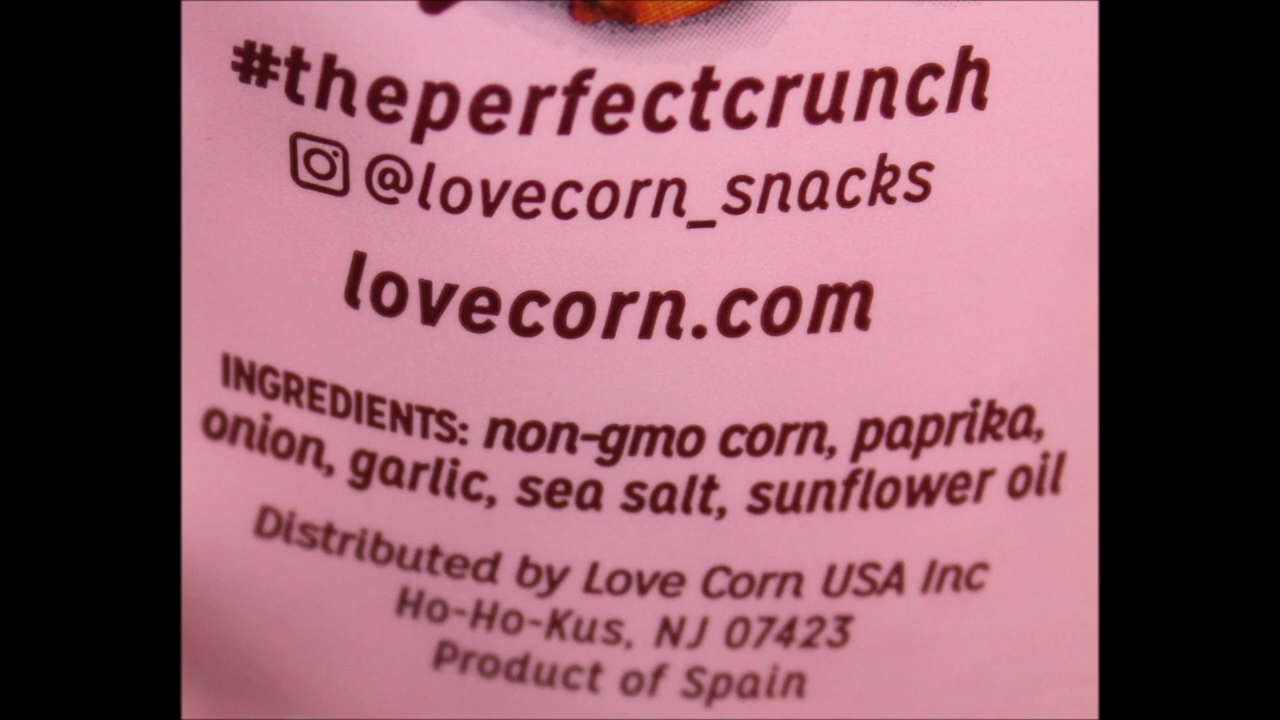 #theperfectcrunch
@lovecorn_snacks
lovecorn.com
INGREDIENTS: non-gmo corn, paprika,
onion, garlic, sea salt, sunflower oil
Distributed by Love Corn USA Inc
Ho-Ho-Kus, NJ 07423
Product of Spain